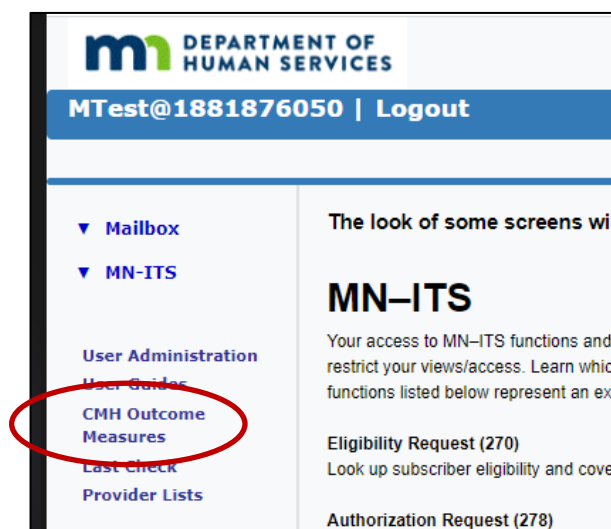 DEPARTMENT OF
HUMAN SERVICES
MTest@1881876050 | Logout
▼ Mailbox
▼ MN-ITS
User Administration
User Guides
CMH Outcome
Measures
Last Check
Provider Lists
The look of some screens wi
MN–ITS
Your access to MN–ITS functions and
restrict your views/access. Learn whic
functions listed below represent an ex
Eligibility Request (270)
Look up subscriber eligibility and cove
Authorization Request (278)